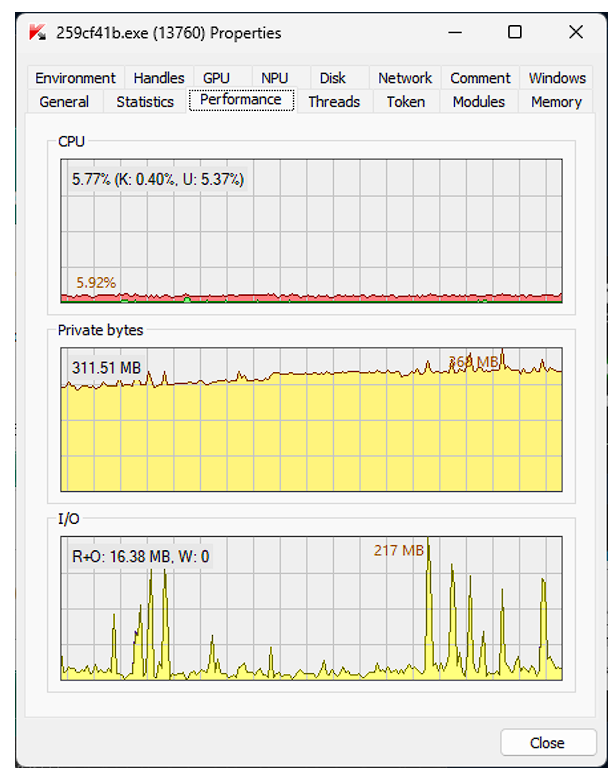 259cf41b.exe (13760) Properties
Environment Handles GPU NPU Disk Network Comment Windows
General Statistics Performance Threads Token Modules Memory
CPU
5.77% (K: 0.40%, U: 5.37%)
5.92%
Private bytes
311.51 MB
368 MB
I/O
R+O: 16.38 MB, W: 0
217 MB
Close